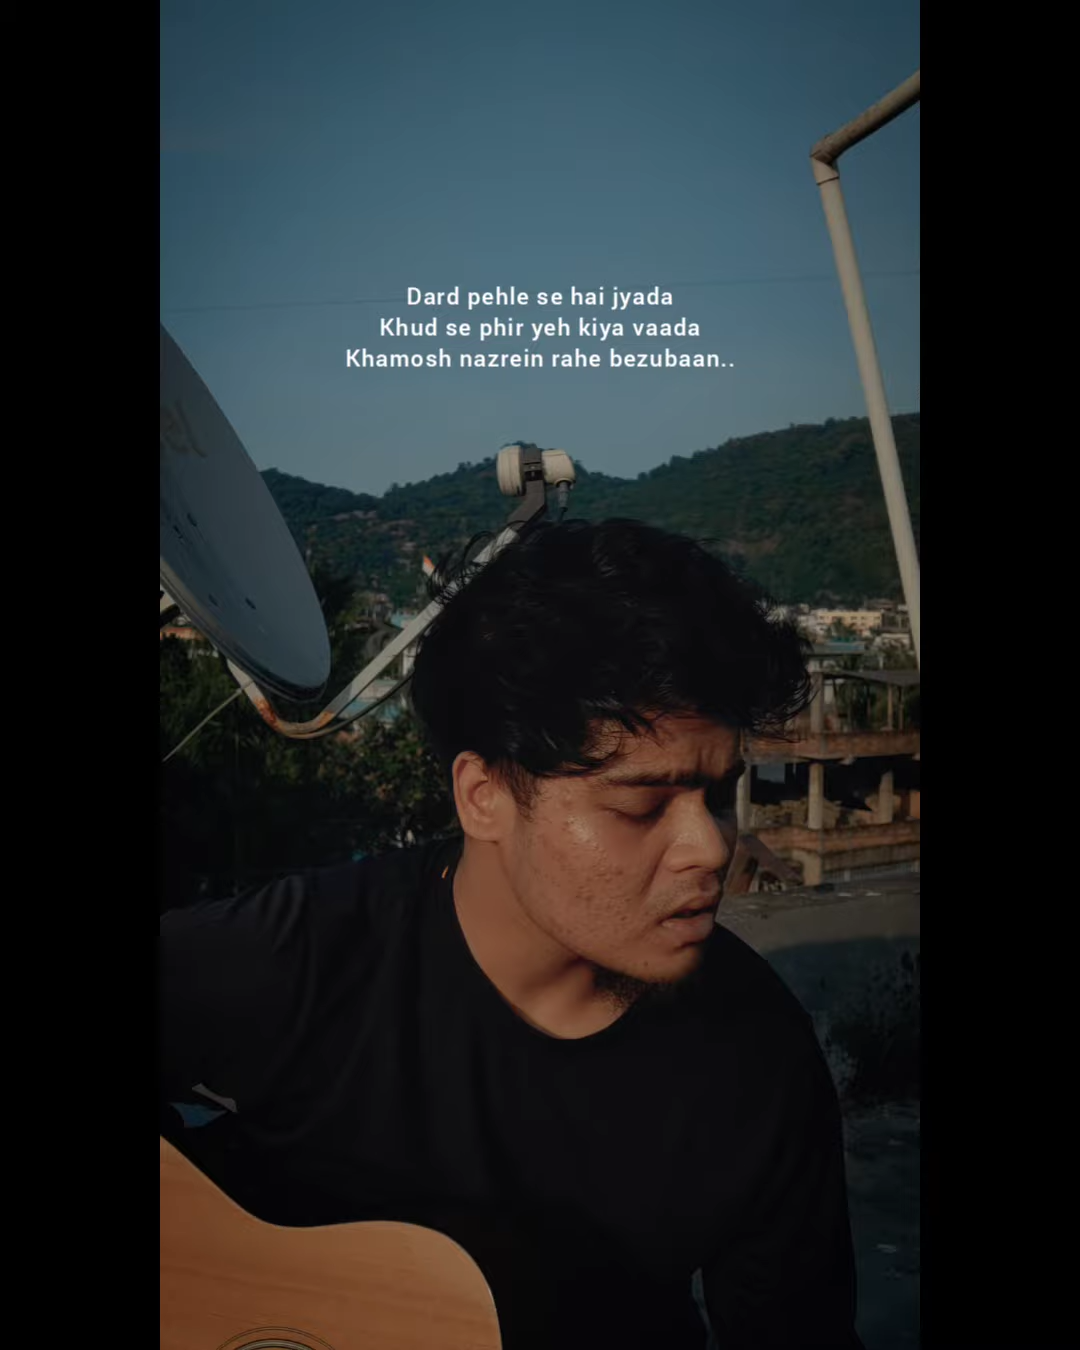 Dard pehle se hai jyada
Khud se phir yeh kiya vaada
Khamosh nazrein rahe bezubaan..